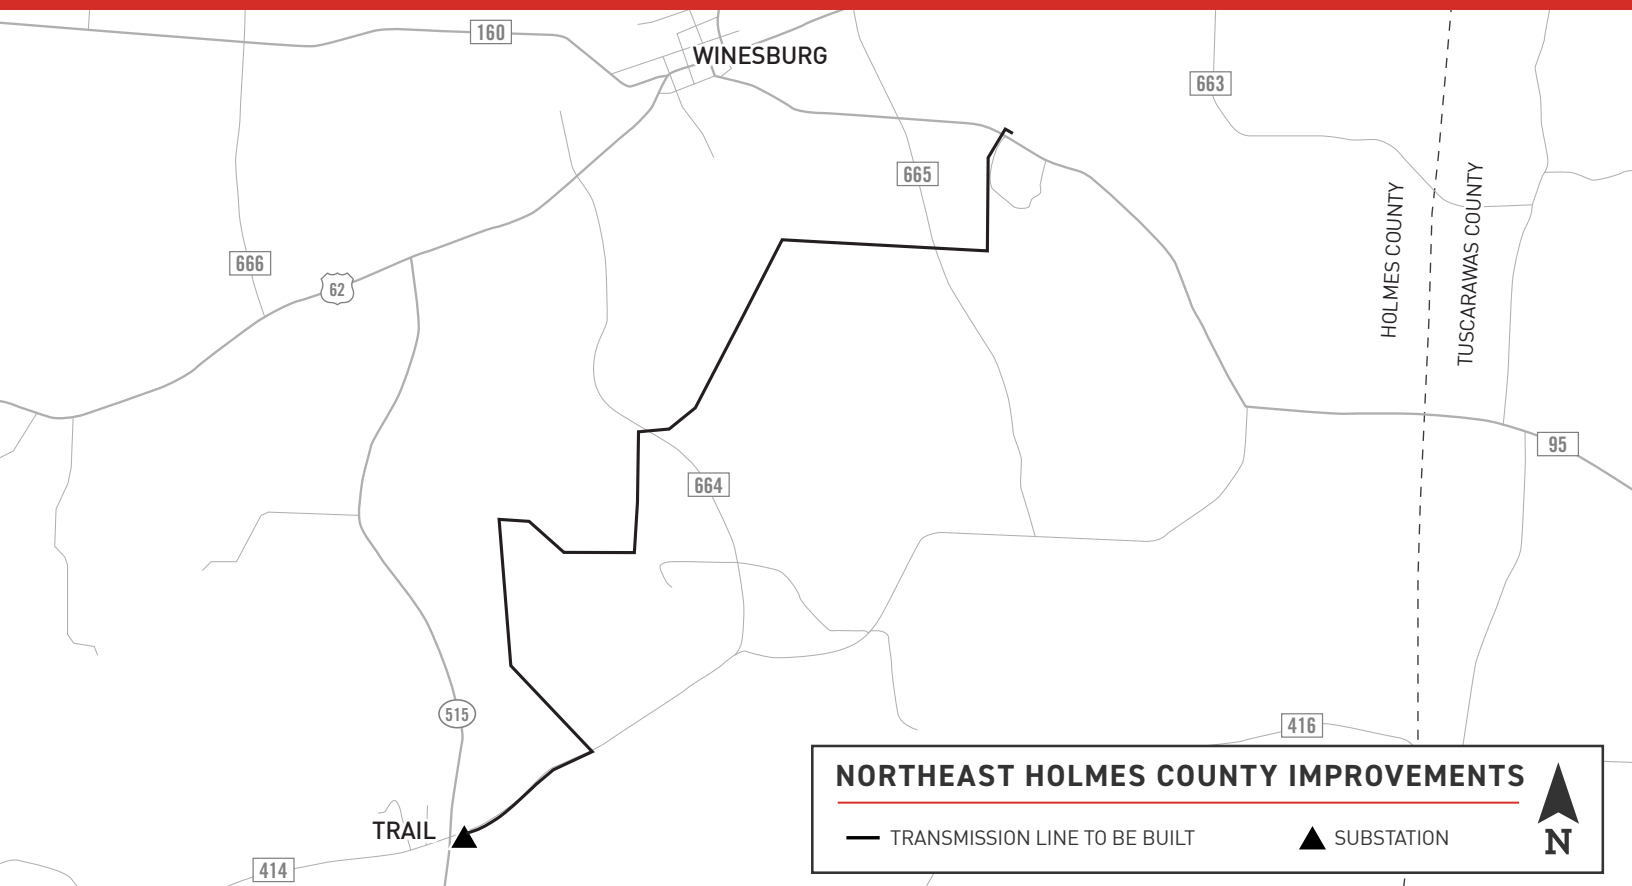 160
WINESBURG
663
665
HOLMES COUNTY
TUSCARAWAS COUNTY
666
62
95
664
515
416
TRAIL
414
NORTHEAST HOLMES COUNTY IMPROVEMENTS
TRANSMISSION LINE TO BE BUILT
SUBSTATION
N